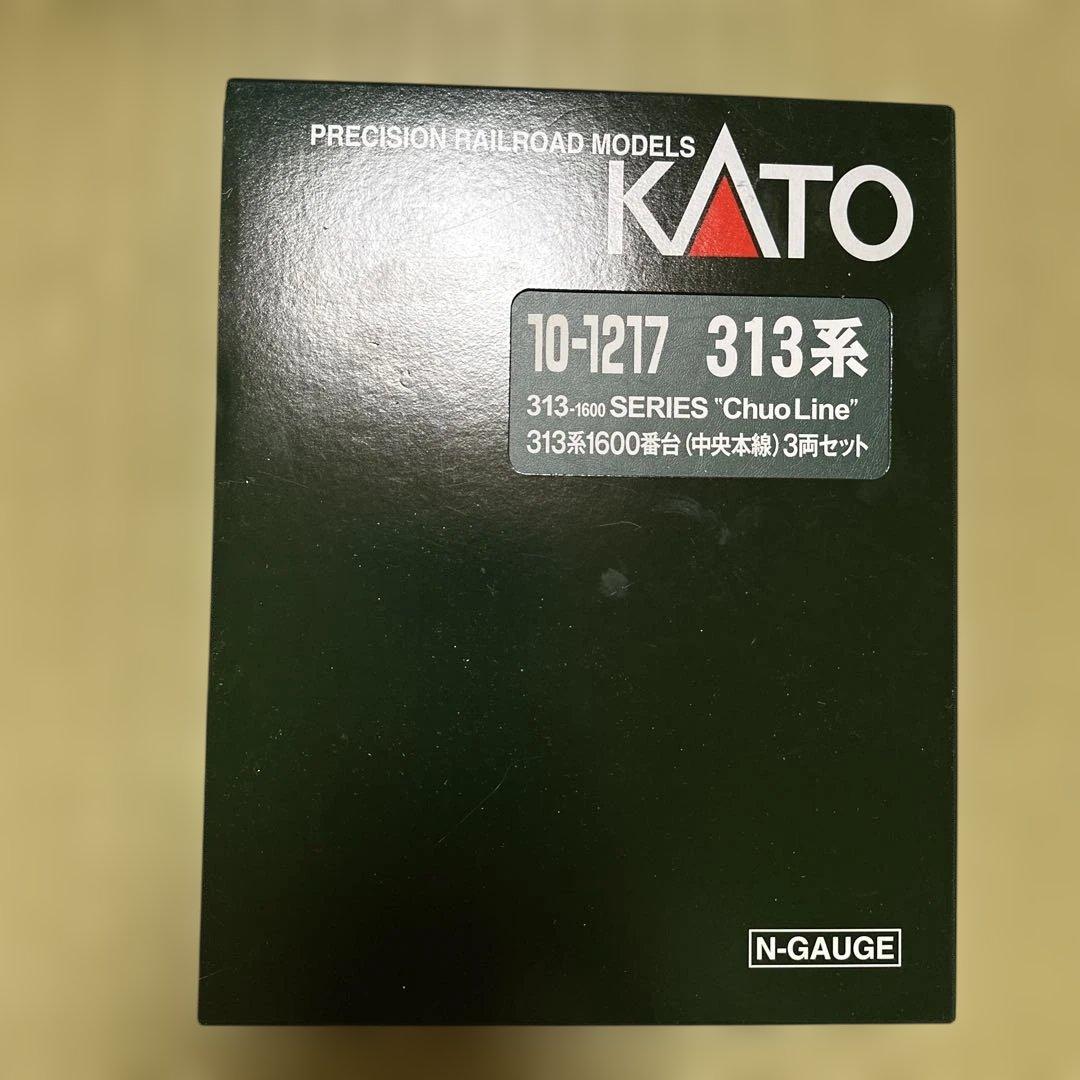 PRECISION RAILROAD MODELS
KATO
10-1217 313系
313-1600 SERIES "Chuo Line"
313系1600番台(中央本線)3両セット
N-GAUGE